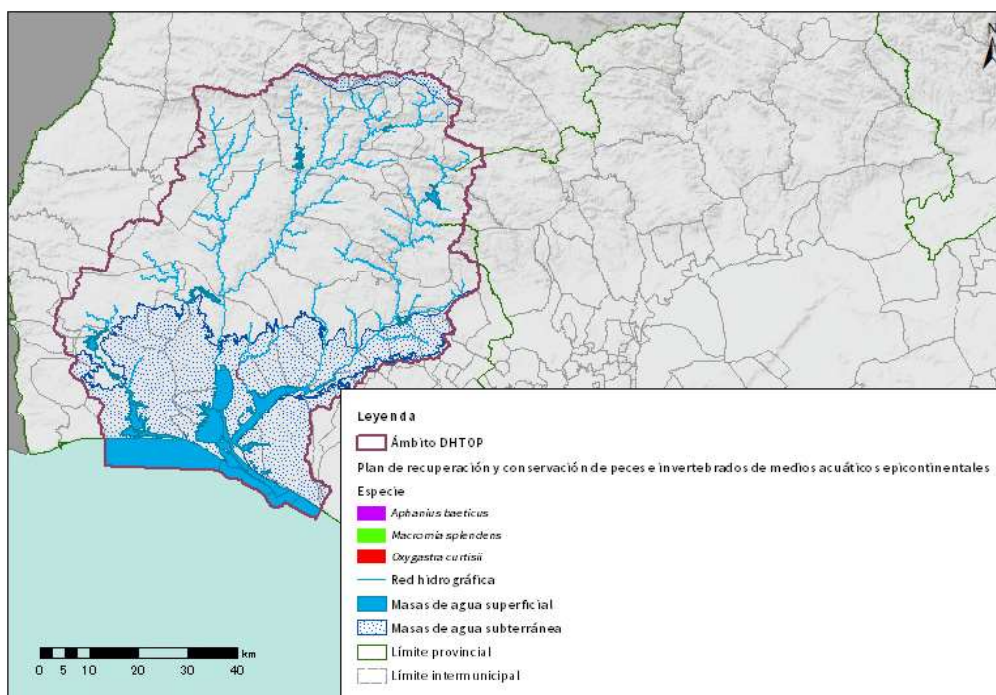 N
Leyenda
Ámbito DHTOP
Plan de recuperación y conservación de peces e invertebrados de medios acuáticos epicontinentales
Especie
Aphanius baeticus
Macromia splendens
Oxygastra curtisii
Red hidrográfica
Masas de agua superficial
Masas de agua subterránea
Límite provincial
Límite intermunicipal
km
0 5 10 20 30 40